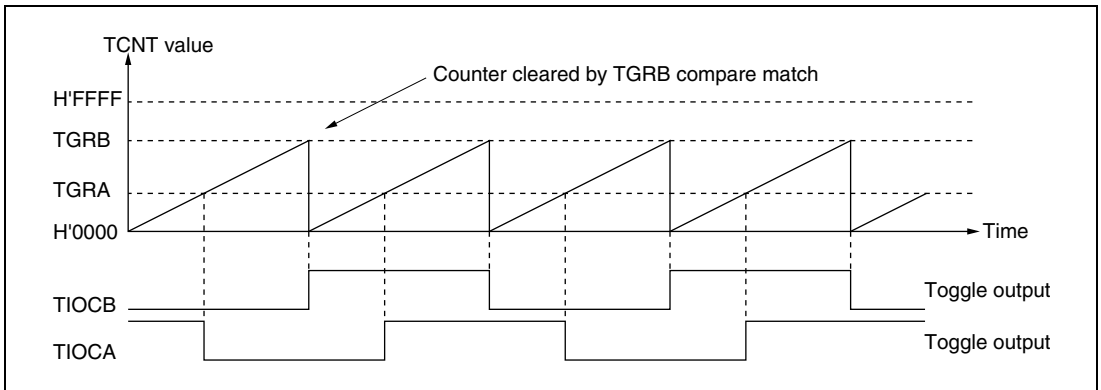 TCNT value
Counter cleared by TGRB compare match
H'FFFF
TGRB
TGRA
H'0000
Time
TIOCB
Toggle output
TIOCA
Toggle output